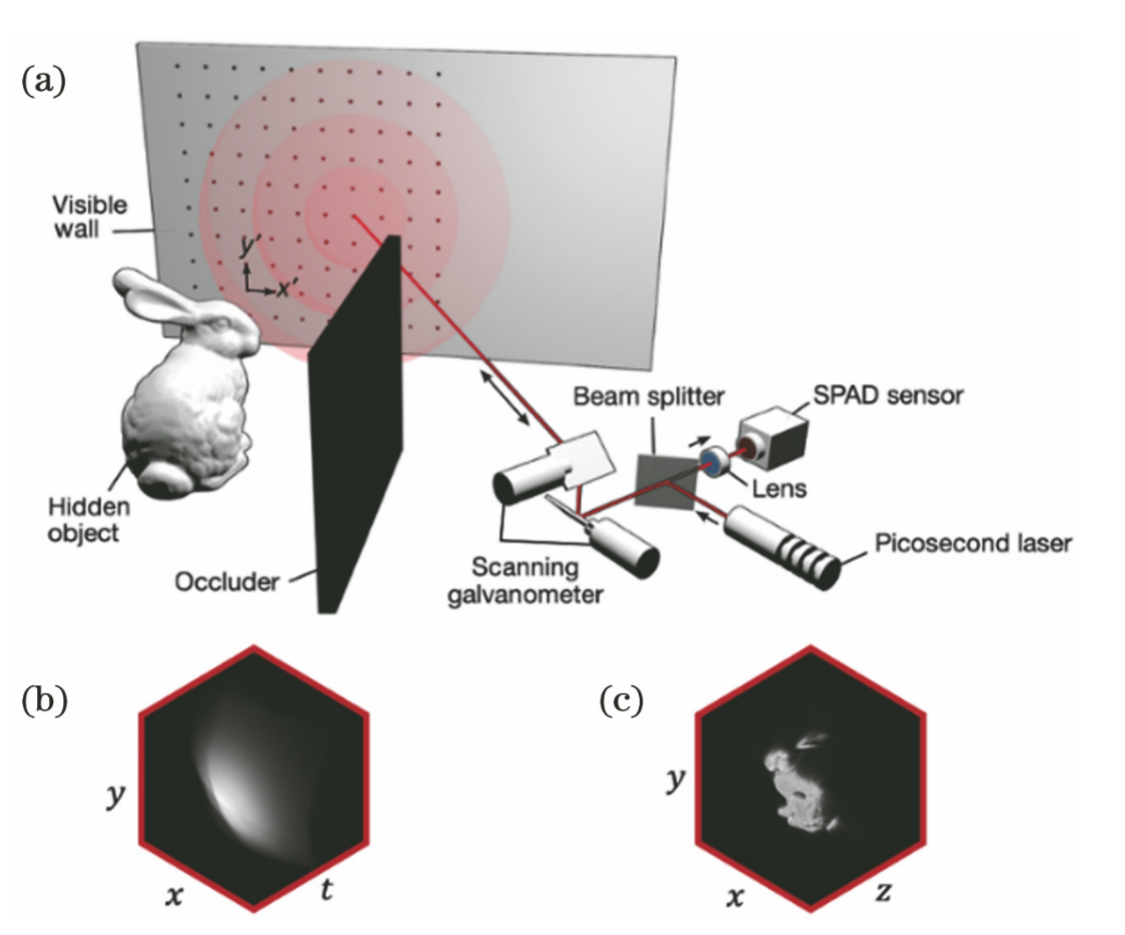 (a)
Visible
wall
y′
x′
Beam splitter
SPAD sensor
Lens
Hidden
object
Picosecond laser
Occluder
Scanning
galvanometer
(b)
(c)
y
x
t
y
x
z